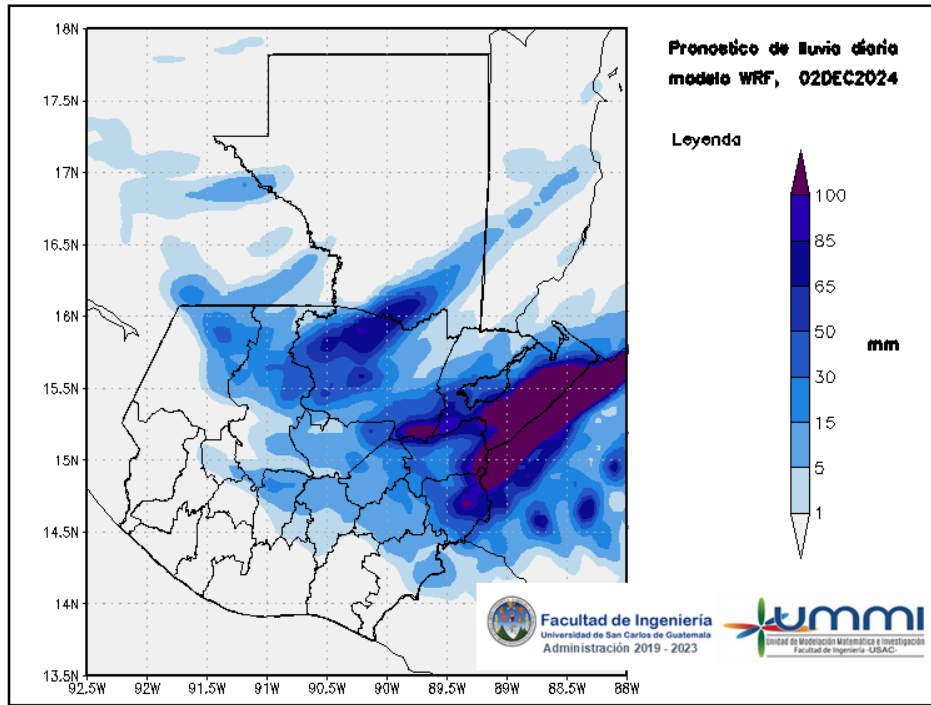 Pronostico de lluvia diaria
modelo WRF, 02DEC2024
Leyenda
100
85
65
50
30
15
5
1
mm
18N
17.5N
17N
16.5N
16N
15.5N
15N
14.5N
14N
13.5N
92.5W
92W
91.5W
91W
90.5W
90W
89.5W
89W
88.5W
88W
Facultad de Ingeniería
Universidad de San Carlos de Guatemala
Administración 2019 - 2023
ummi
Unidad de Modelación Matemática e Investigación
Facultad de Ingeniería -USAC-